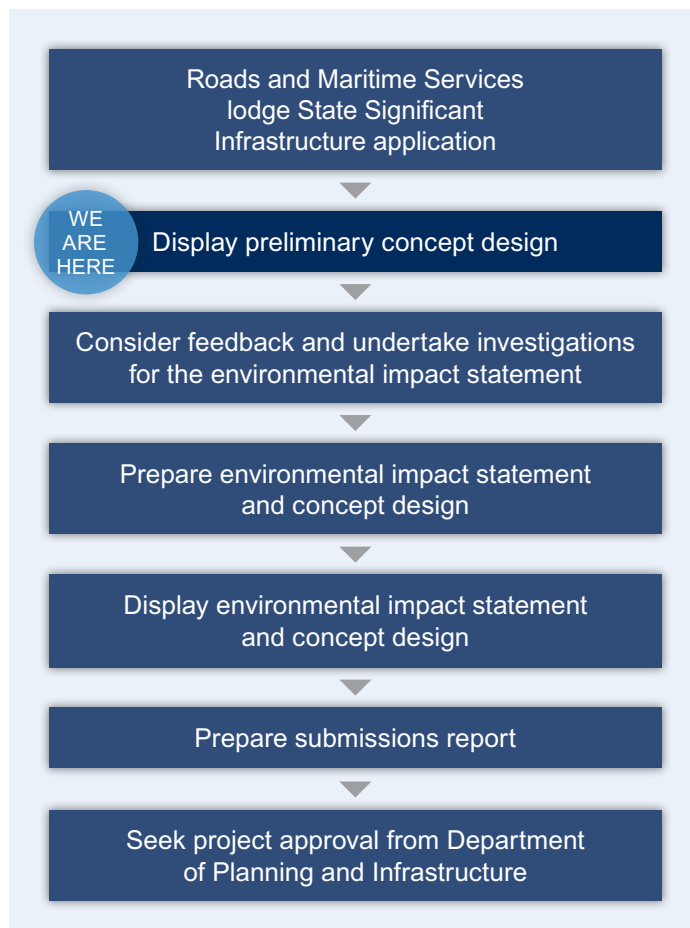 Roads and Maritime Services
lodge State Significant
Infrastructure application
WE
ARE
HERE
Display preliminary concept design
Consider feedback and undertake investigations
for the environmental impact statement
Prepare environmental impact statement
and concept design
Display environmental impact statement
and concept design
Prepare submissions report
Seek project approval from Department
of Planning and Infrastructure